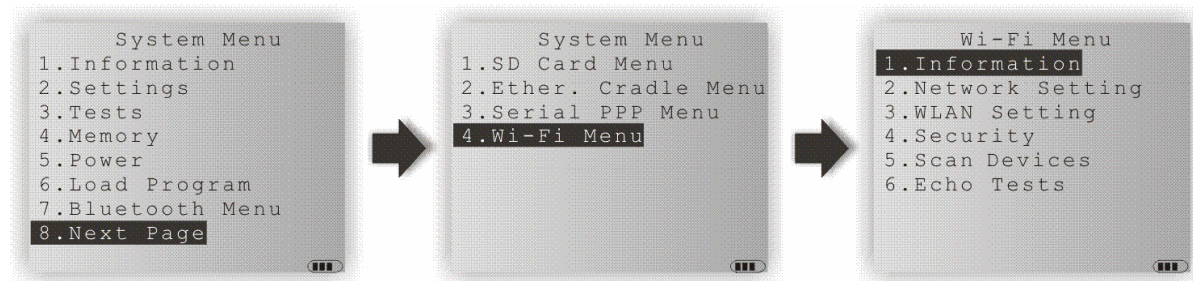 System Menu
1.Information
2.Settings
3.Tests
4.Memory
5.Power
6.Load Program
7.Bluetooth Menu
8.Next Page
System Menu
1.SD Card Menu
2.Ether. Cradle Menu
3.Serial PPP Menu
4.Wi-Fi Menu
Wi-Fi Menu
1.Information
2.Network Setting
3.WLAN Setting
4.Security
5.Scan Devices
6.Echo Tests